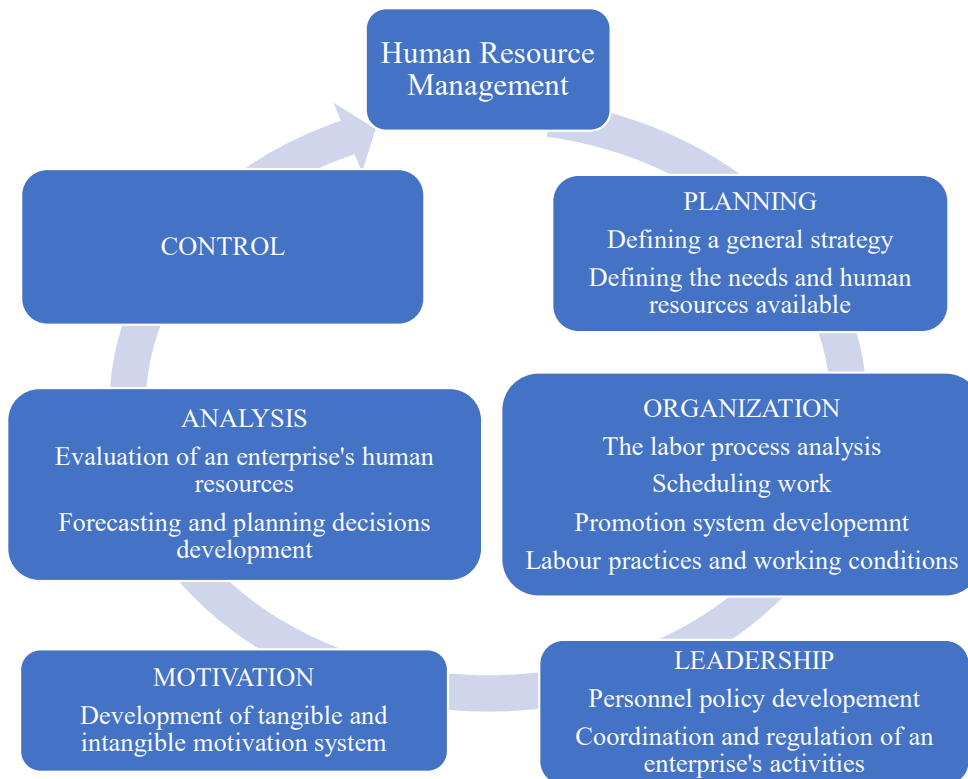 Human Resource
Management
PLANNING
Defining a general strategy
Defining the needs and human
resources available
ORGANIZATION
The labor process analysis
Scheduling work
Promotion system developemnt
Labour practices and working conditions
LEADERSHIP
Personnel policy developement
Coordination and regulation of an
enterprise's activities
MOTIVATION
Development of tangible and
intangible motivation system
ANALYSIS
Evaluation of an enterprise's human
resources
Forecasting and planning decisions
development
CONTROL